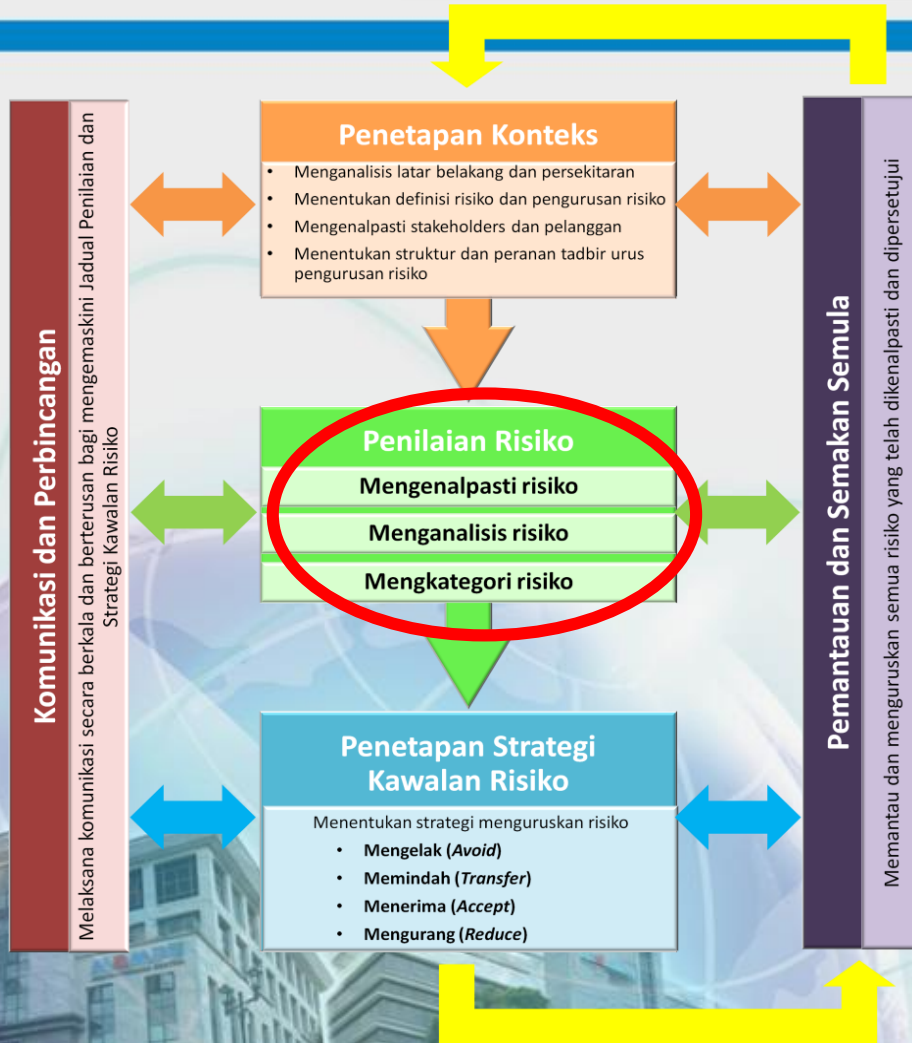 Komunikasi dan Perbincangan
Melaksana komunikasi secara berkala dan berterusan bagi mengemaskini Jadual Penilaian dan
Strategi Kawalan Risiko
Penetapan Konteks
• Menganalisis latar belakang dan persekitaran
• Menentukan definisi risiko dan pengurusan risiko
• Mengenalpasti stakeholders dan pelanggan
• Menentukan struktur dan peranan tadbir urus
pengurusan risiko
Penilaian Risiko
Mengenalpasti risiko
Menganalisis risiko
Mengkategori risiko
Penetapan Strategi
Kawalan Risiko
Menentukan strategi menguruskan risiko
• Mengelak (Avoid)
• Memindah (Transfer)
• Menerima (Accept)
• Mengurang (Reduce)
Pemantauan dan Semakan Semula
Memantau dan menguruskan semua risiko yang telah dikenalpasti dan dipersetujui